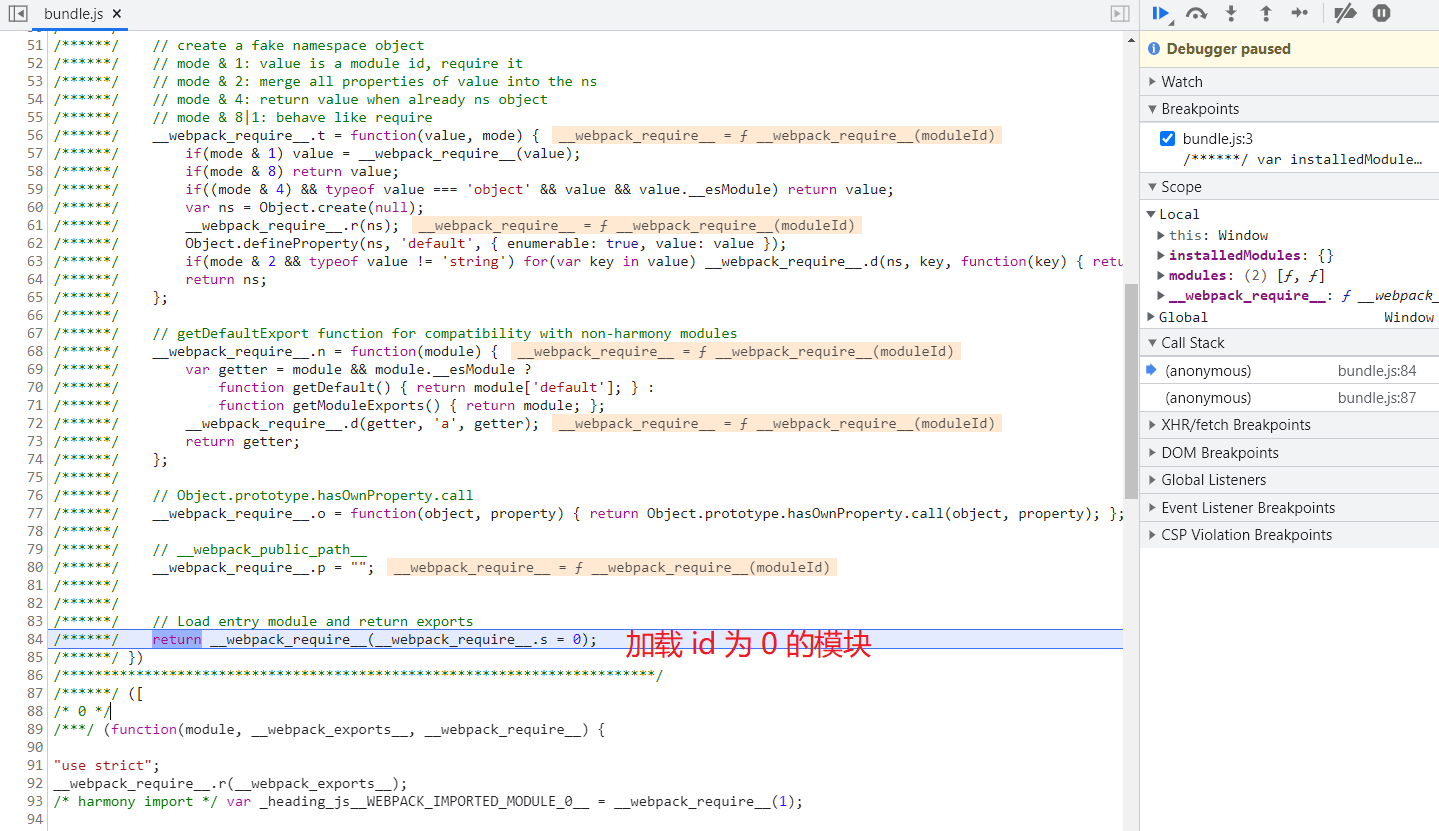 bundle.js ×
51 /******/ // create a fake namespace object
52 /******/ // mode & 1: value is a module id, require it
53 /******/ // mode & 2: merge all properties of value into the ns
54 /******/ // mode & 4: return value when already ns object
55 /******/ // mode & 8|1: behave like require
56 /******/ __webpack_require__.t = function(value, mode) { __webpack_require__ = ƒ __webpack_require__(moduleId)
57 /******/ if(mode & 1) value = __webpack_require__(value);
58 /******/ if(mode & 8) return value;
59 /******/ if((mode & 4) && typeof value === 'object' && value && value.__esModule) return value;
60 /******/ var ns = Object.create(null);
61 /******/ __webpack_require__.r(ns); __webpack_require__ = ƒ __webpack_require__(moduleId)
62 /******/ Object.defineProperty(ns, 'default', { enumerable: true, value: value });
63 /******/ if(mode & 2 && typeof value != 'string') for(var key in value) __webpack_require__.d(ns, key, function(key) { retu
64 /******/ return ns;
65 /******/ };
66 /******/
67 /******/ // getDefaultExport function for compatibility with non-harmony modules
68 /******/ __webpack_require__.n = function(module) { __webpack_require__ = ƒ __webpack_require__(moduleId)
69 /******/ var getter = module && module.__esModule ?
70 /******/ function getDefault() { return module['default']; } :
71 /******/ function getModuleExports() { return module; };
72 /******/ __webpack_require__.d(getter, 'a', getter); __webpack_require__ = ƒ __webpack_require__(moduleId)
73 /******/ return getter;
74 /******/ };
75 /******/
76 /******/ // Object.prototype.hasOwnProperty.call
77 /******/ __webpack_require__.o = function(object, property) { return Object.prototype.hasOwnProperty.call(object, property); };
78 /******/
79 /******/ // __webpack_public_path__
80 /******/ __webpack_require__.p = ""; __webpack_require__ = ƒ __webpack_require__(moduleId)
81 /******/
82 /******/
83 /******/ // Load entry module and return exports
84 /******/ return __webpack_require__(__webpack_require__.s = 0); 加载 id 为 0 的模块
85 /******/ })
86 /************************************************************************/
87 /******/ ([
88 /* 0 */
89 /***/ (function(module, __webpack_exports__, __webpack_require__) {
90
91 "use strict";
92 __webpack_require__.r(__webpack_exports__);
93 /* harmony import */ var _heading_js__WEBPACK_IMPORTED_MODULE_0__ = __webpack_require__(1);
94
Debugger paused
Watch
Breakpoints
bundle.js:3
/******/ var installedModule…
Scope
Local
this: Window
installedModules: {}
modules: (2) [ƒ, ƒ]
__webpack_require__: ƒ __webpack_
Global Window
Call Stack
(anonymous) bundle.js:84
(anonymous) bundle.js:87
XHR/fetch Breakpoints
DOM Breakpoints
Global Listeners
Event Listener Breakpoints
CSP Violation Breakpoints